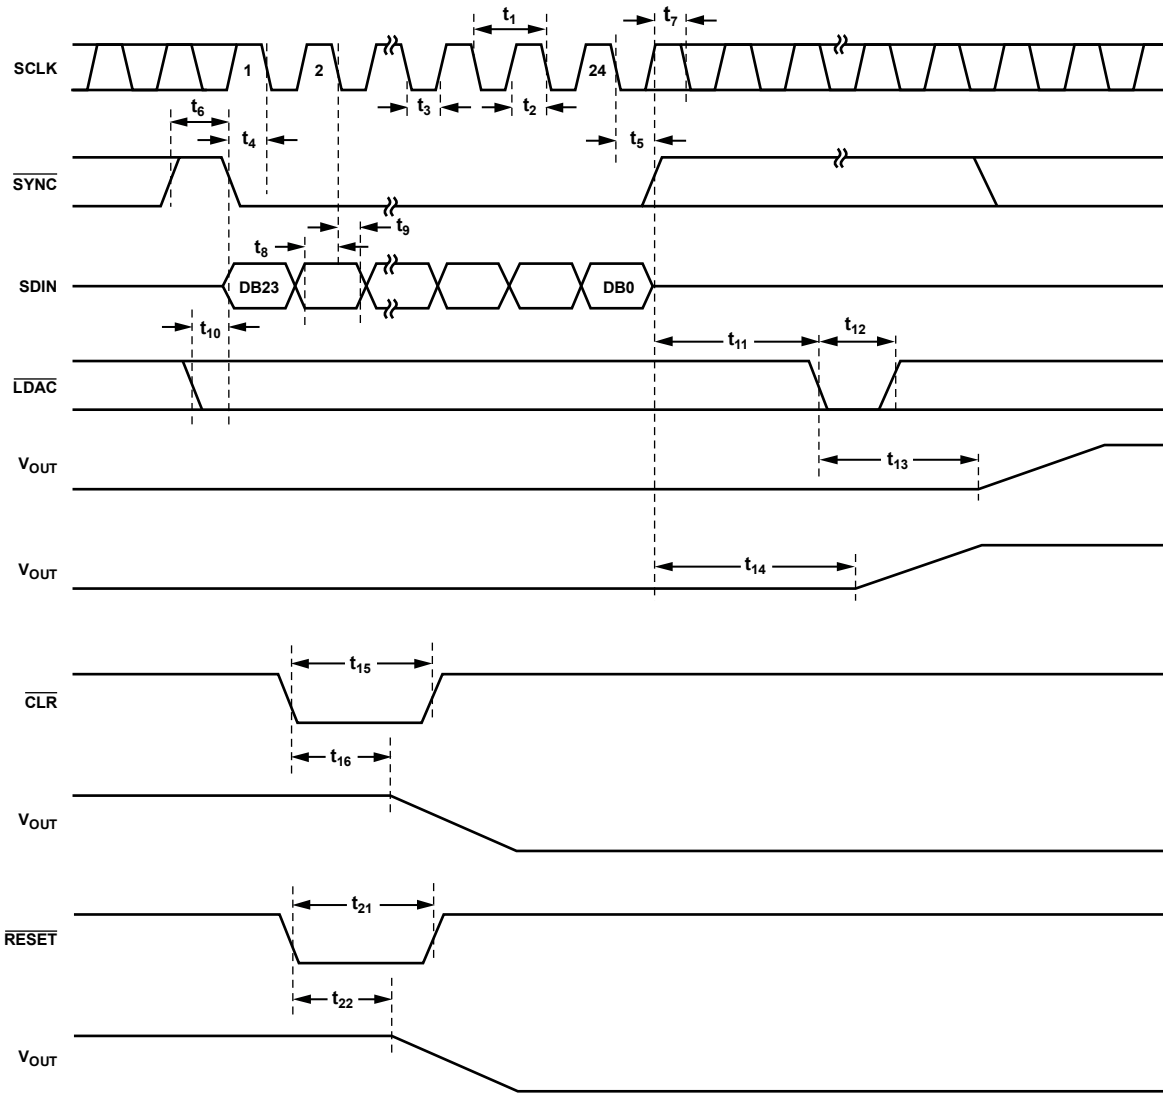 t1 t7
SCLK 1 2 24
t6 t3 t2
t4 t5
SYNC
t9
t8
SDIN DB23 DB0
t10 t12
t11
LDAC
VOUT t13
VOUT t14
t15
CLR
t16
VOUT
t21
RESET
t22
VOUT